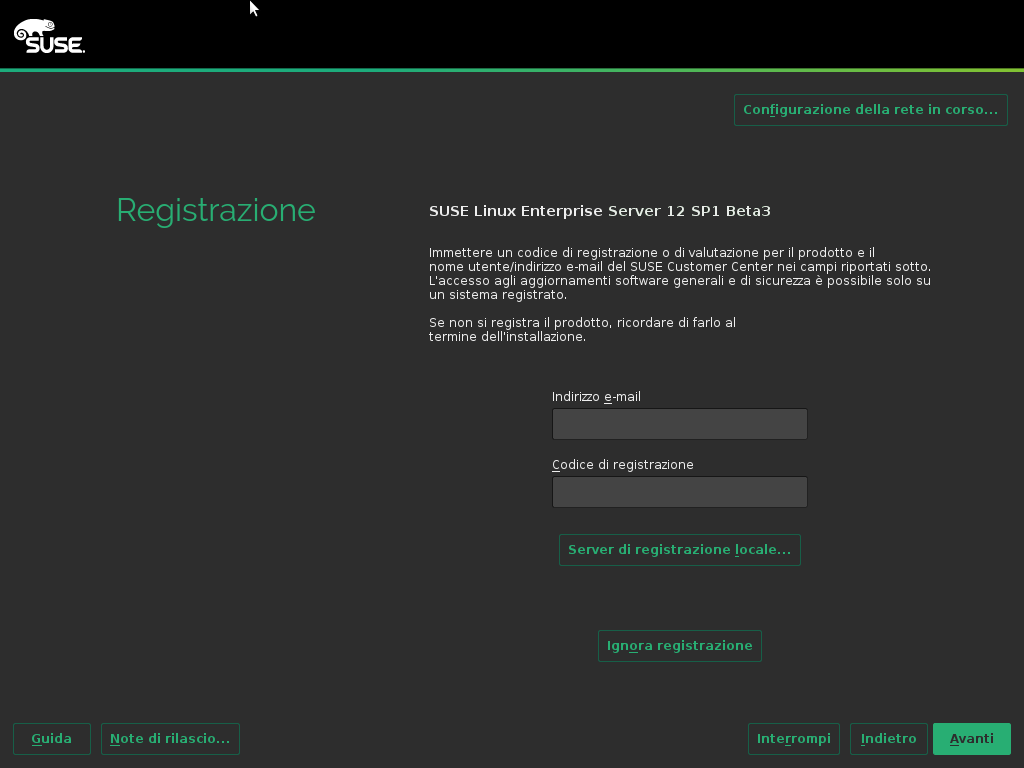 SUSE.
Configurazione della rete in corso...
Registrazione
SUSE Linux Enterprise Server 12 SP1 Beta3
Immettere un codice di registrazione o di valutazione per il prodotto e il
nome utente/indirizzo e-mail del SUSE Customer Center nei campi riportati sotto.
L'accesso agli aggiornamenti software generali e di sicurezza è possibile solo su
un sistema registrato.
Se non si registra il prodotto, ricordare di farlo al
termine dell'installazione.
Indirizzo e-mail
Codice di registrazione
Server di registrazione locale...
Ignora registrazione
Guida
Note di rilascio...
Interrompi
Indietro
Avanti